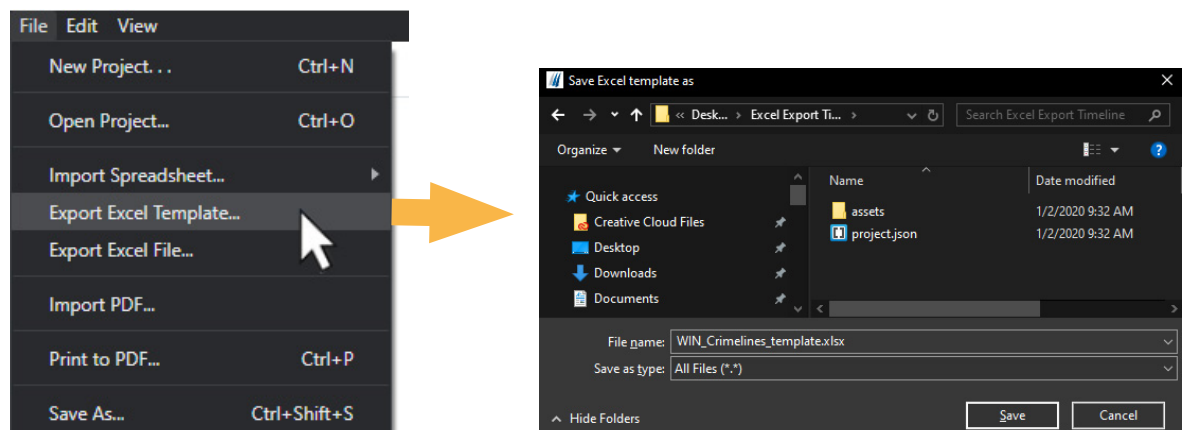 File Edit View
New Project. . . Ctrl+N
Open Project... Ctrl+O
Import Spreadsheet...
Export Excel Template...
Export Excel File...
Import PDF...
Print to PDF... Ctrl+P
Save As... Ctrl+Shift+S
Save Excel template as
« Desk... › Excel Export Ti... ›
Search Excel Export Timeline
Organize New folder
Quick access
Creative Cloud Files
Desktop
Downloads
Documents
Name Date modified
assets 1/2/2020 9:32 AM
project.json 1/2/2020 9:32 AM
File name: WIN_Crimelines_template.xlsx
Save as type: All Files (*.*)
Hide Folders Save Cancel